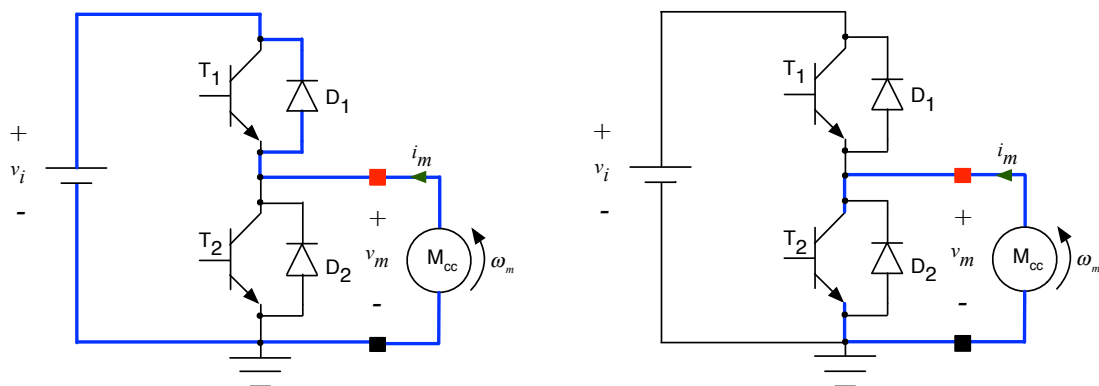 T1
D1
+
vi
-
im
T2
D2
+
vm
-
Mcc
ωm
T1
D1
+
vi
-
im
T2
D2
+
vm
-
Mcc
ωm